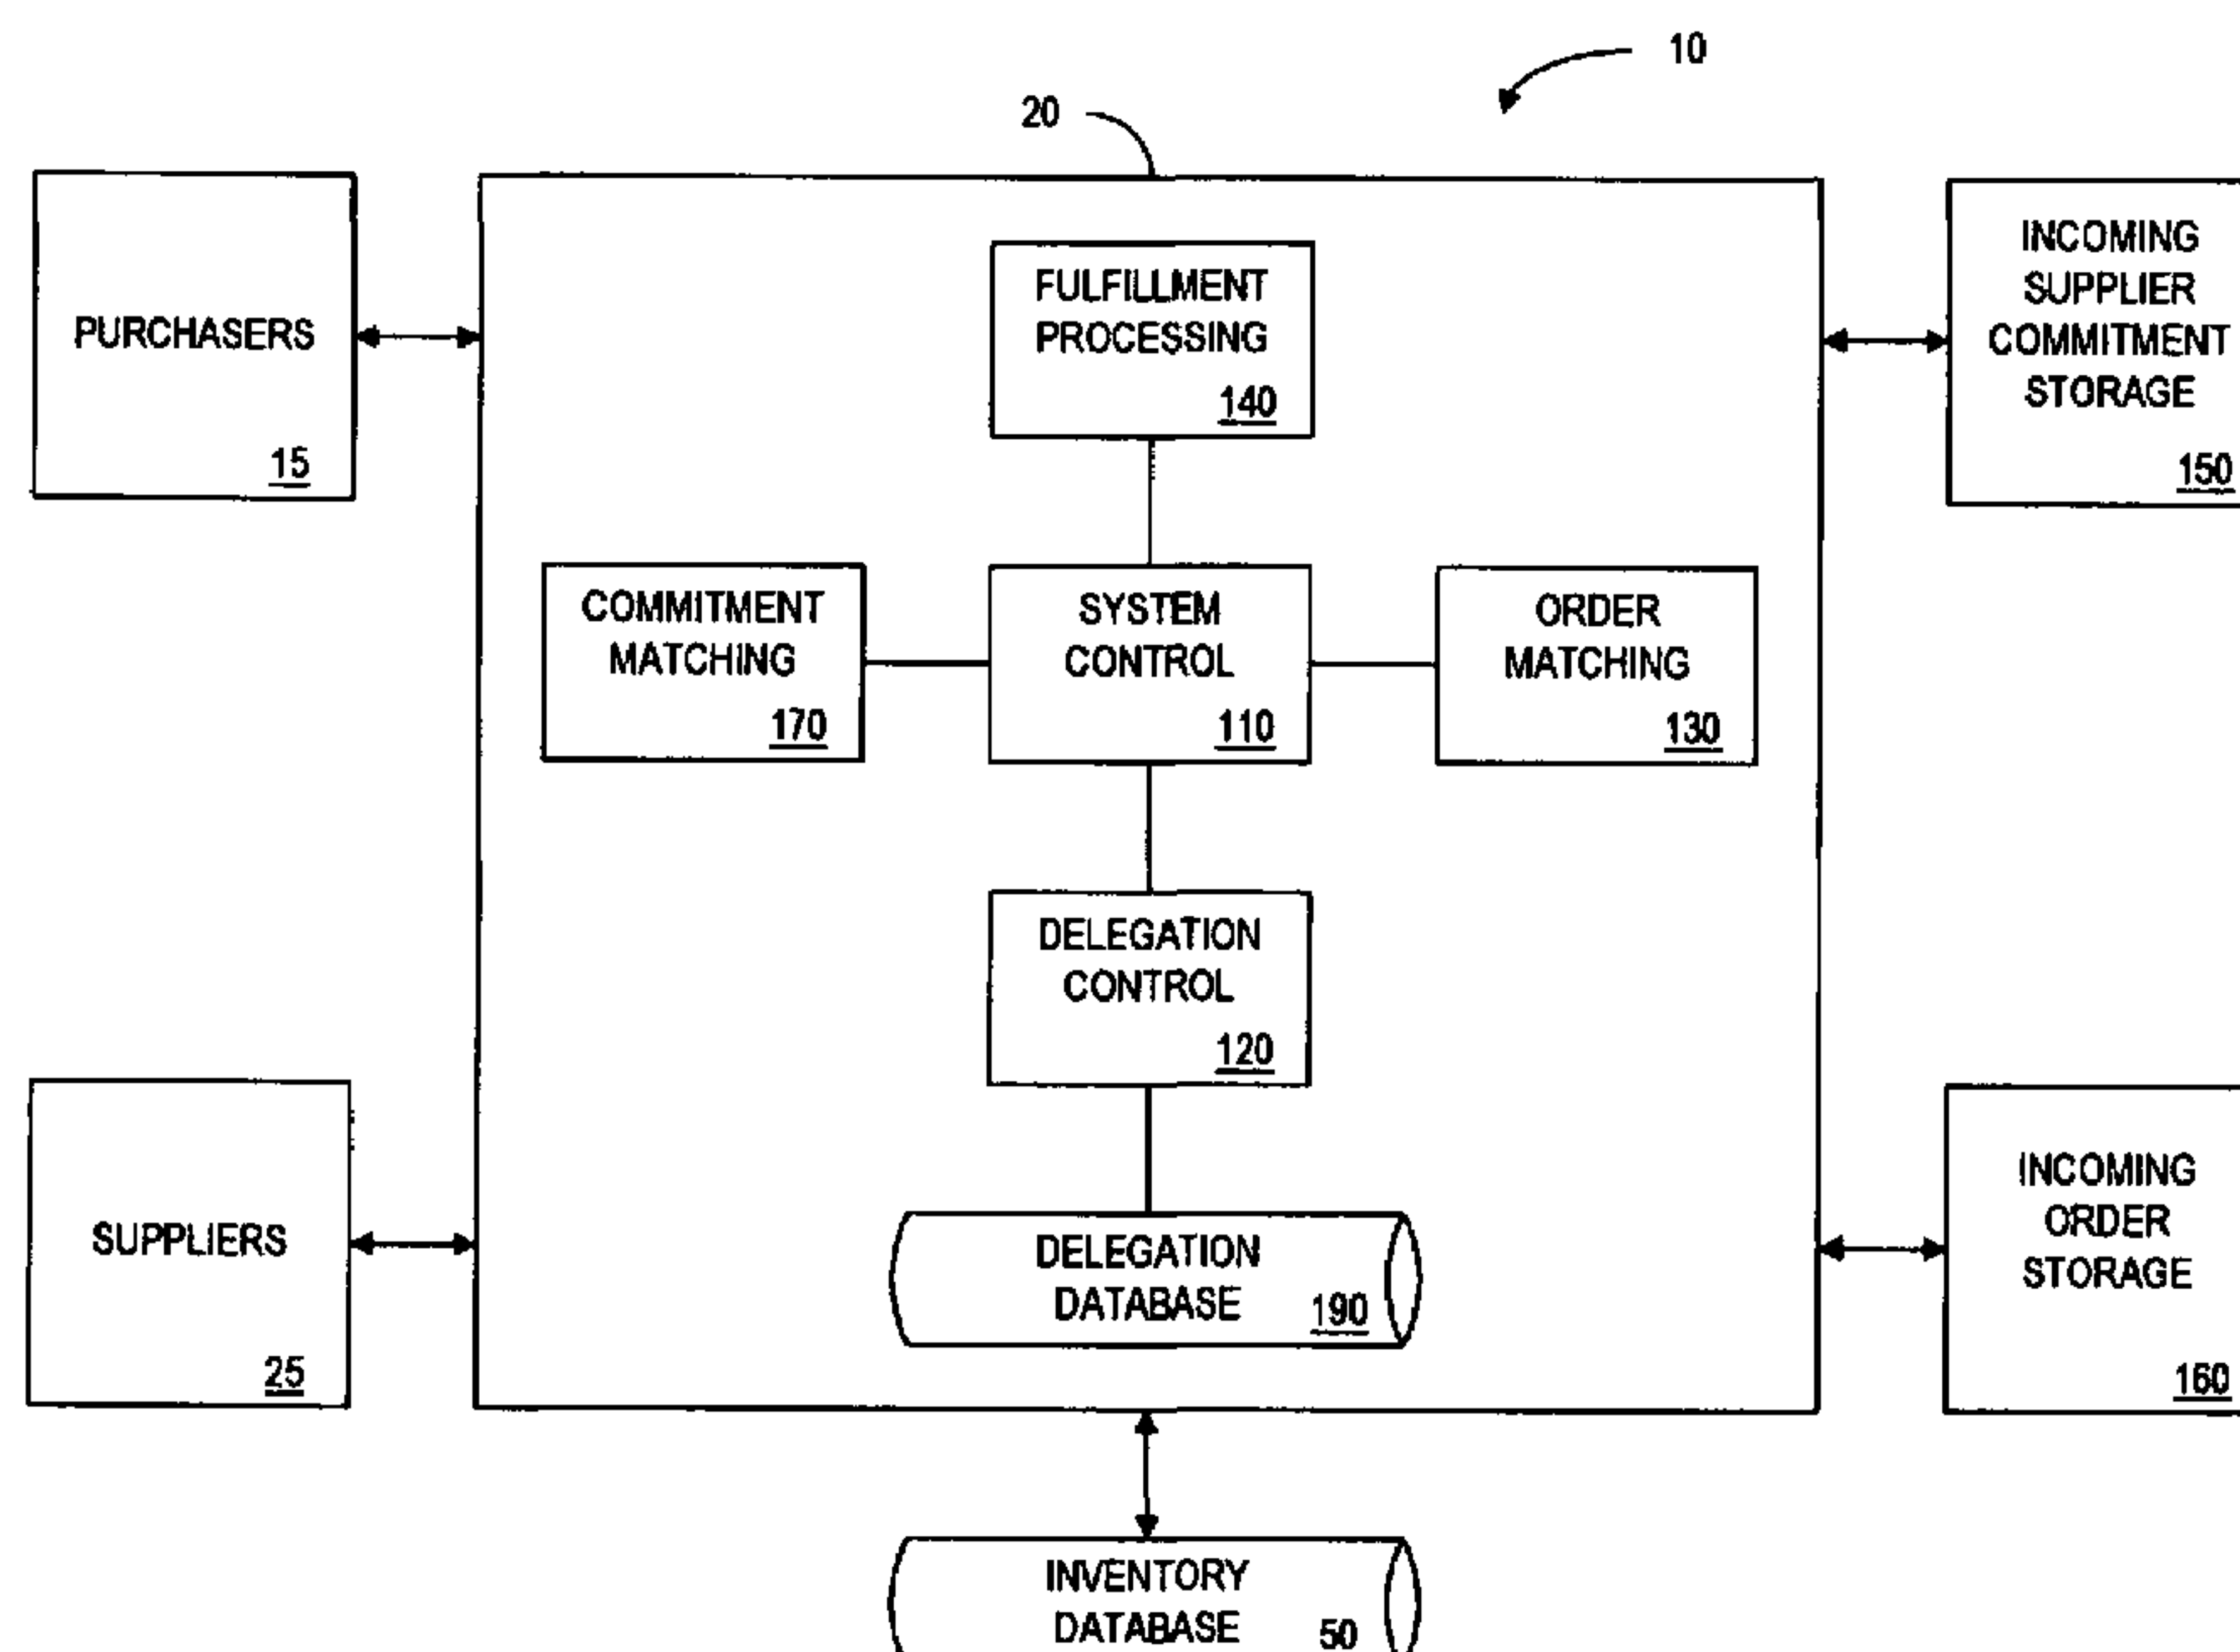 10
20
PURCHASERS
15
FULFILLMENT
PROCESSING
140
INCOMING
SUPPLIER
COMMITMENT
STORAGE
150
COMMITMENT
MATCHING
170
SYSTEM
CONTROL
110
ORDER
MATCHING
130
DELEGATION
CONTROL
120
SUPPLIERS
25
DELEGATION
DATABASE
190
INCOMING
ORDER
STORAGE
160
INVENTORY
DATABASE
50